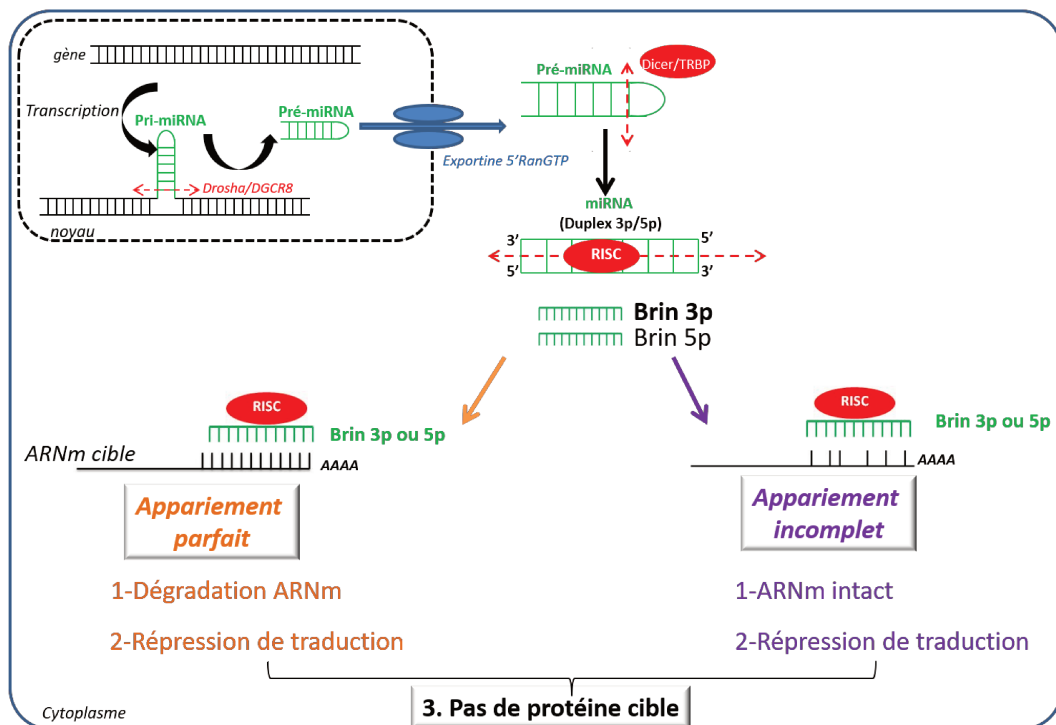 gène
Transcription
Pri-miRNA
Drosha/DGCR8
noyau
Pré-miRNA
Exportine 5'RanGTP
Pré-miRNA
Dicer/TRBP
miRNA
(Duplex 3p/5p)
3' 5'
RISC
5' 3'
Brin 3p
Brin 5p
RISC
Brin 3p ou 5p
ARNm cible
AAAA
Appariement
parfait
1-Dégradation ARNm
2-Répression de traduction
RISC
Brin 3p ou 5p
AAAA
Appariement
incomplet
1-ARNm intact
2-Répression de traduction
3. Pas de protéine cible
Cytoplasme